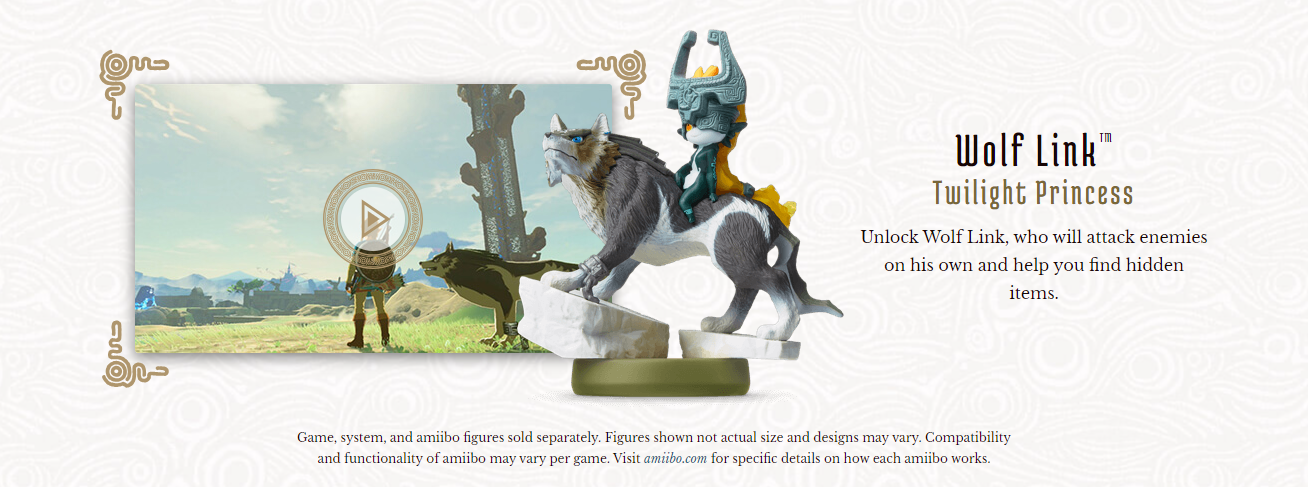 Wolf Link™
Twilight Princess
Unlock Wolf Link, who will attack enemies
on his own and help you find hidden
items.
Game, system, and amiibo figures sold separately. Figures shown not actual size and designs may vary. Compatibility
and functionality of amiibo may vary per game. Visit amiibo.com for specific details on how each amiibo works.